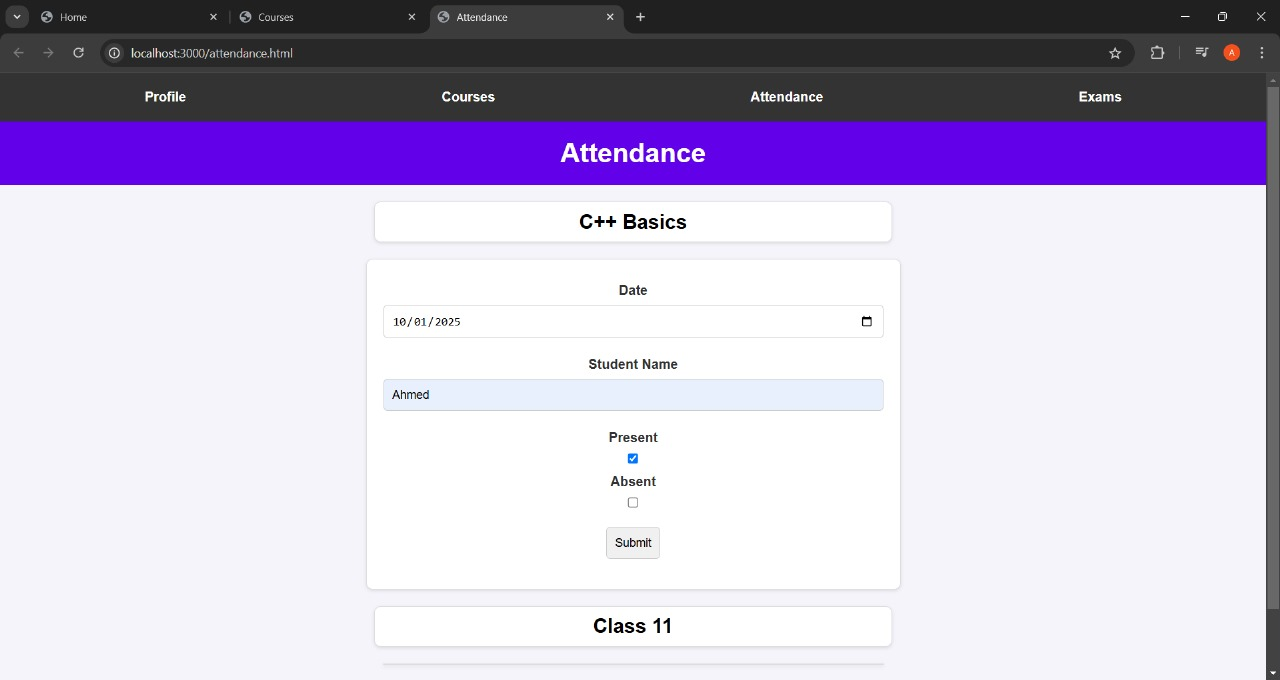 Home
Courses
Attendance
localhost:3000/attendance.html
A
Profile
Courses
Attendance
Exams
Attendance
C++ Basics
Date
10/01/2025
Student Name
Ahmed
Present
Absent
Submit
Class 11